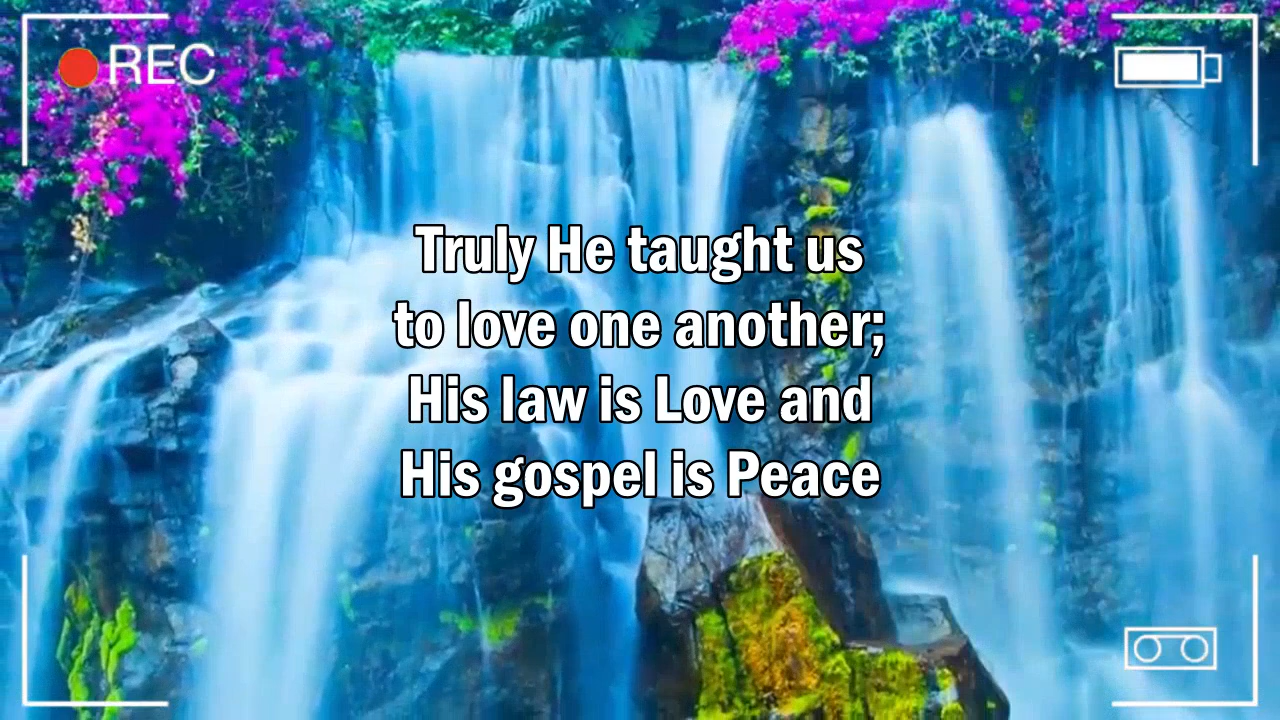 REC
Truly He taught us
to love one another;
His law is Love and
His gospel is Peace